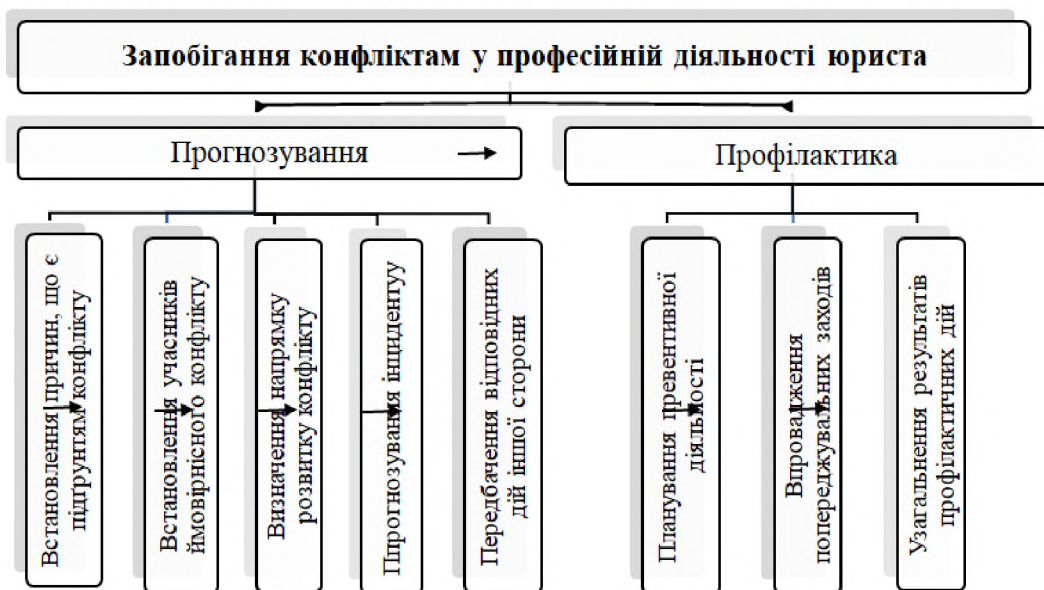 Запобігання конфліктам у професійній діяльності юриста
Прогнозування
Профілактика
Встановлення причин, що є
підґрунтям конфлікту
Встановлення учасників
ймовірнісного конфлікту
Визначення напрямку
розвитку конфлікту
Ппрогнозування інциденту​у
Передбачення відповідних
дій іншої сторони
Планування превентивної
діяльності
Впровадження
попереджувальних заходів
Узагальнення результатів
профілактичних дій